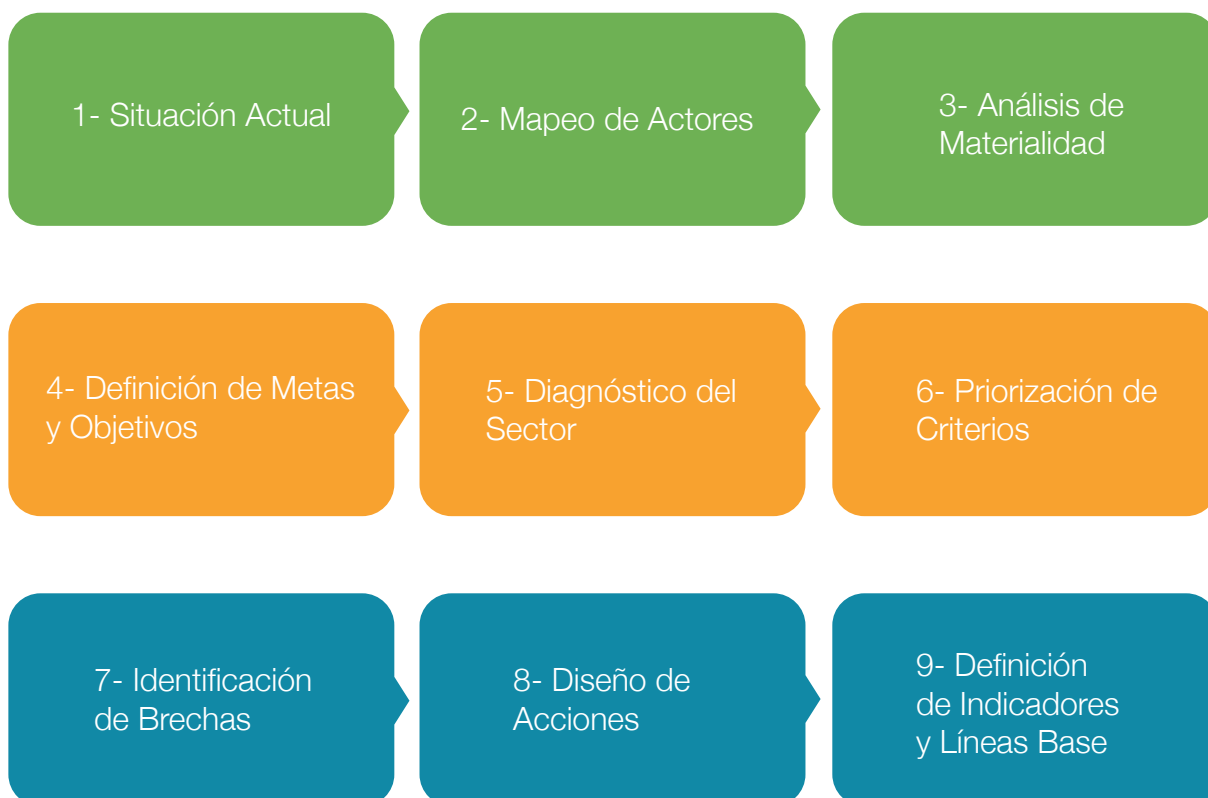 1- Situación Actual
2- Mapeo de Actores
3- Análisis de
Materialidad
4- Definición de Metas
y Objetivos
5- Diagnóstico del
Sector
6- Priorización de
Criterios
7- Identificación
de Brechas
8- Diseño de
Acciones
9- Definición
de Indicadores
y Líneas Base